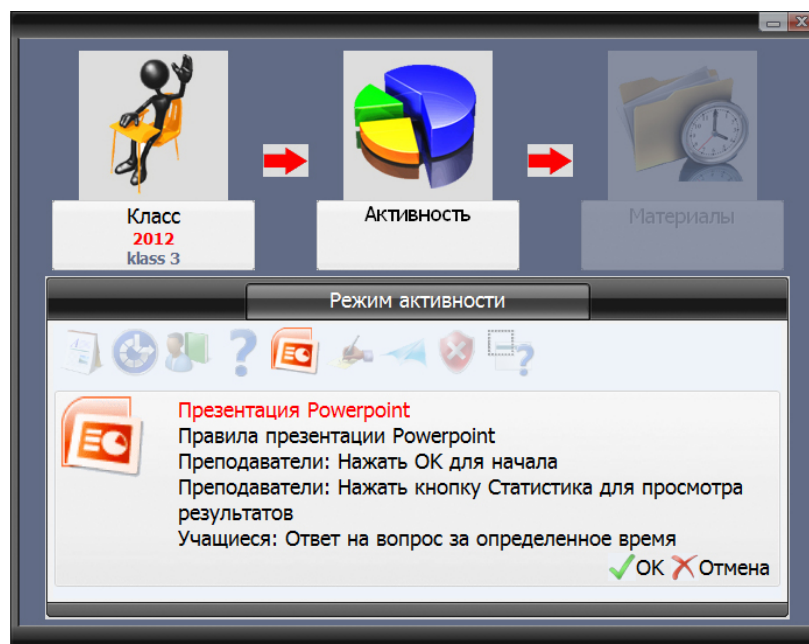 Класс
2012
klass 3
Активность
Материалы
Режим активности
Презентация Powerpoint
Правила презентации Powerpoint
Преподаватели: Нажать ОК для начала
Преподаватели: Нажать кнопку Статистика для просмотра
результатов
Учащиеся: Ответ на вопрос за определенное время
ОК Отмена